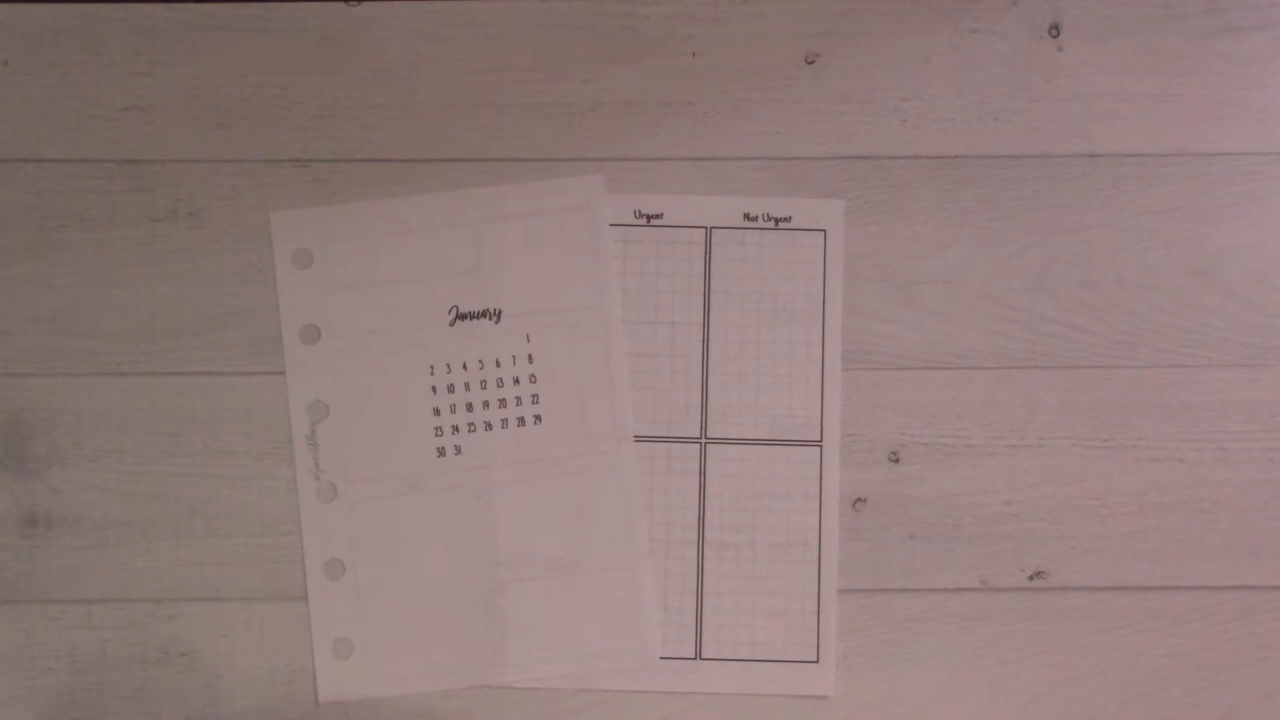 Urgent
Not Urgent
January
1
2 3 4 5 6 7 8
9 10 11 12 13 14 15
16 17 18 19 20 21 22
23 24 25 26 27 28 29
30 31